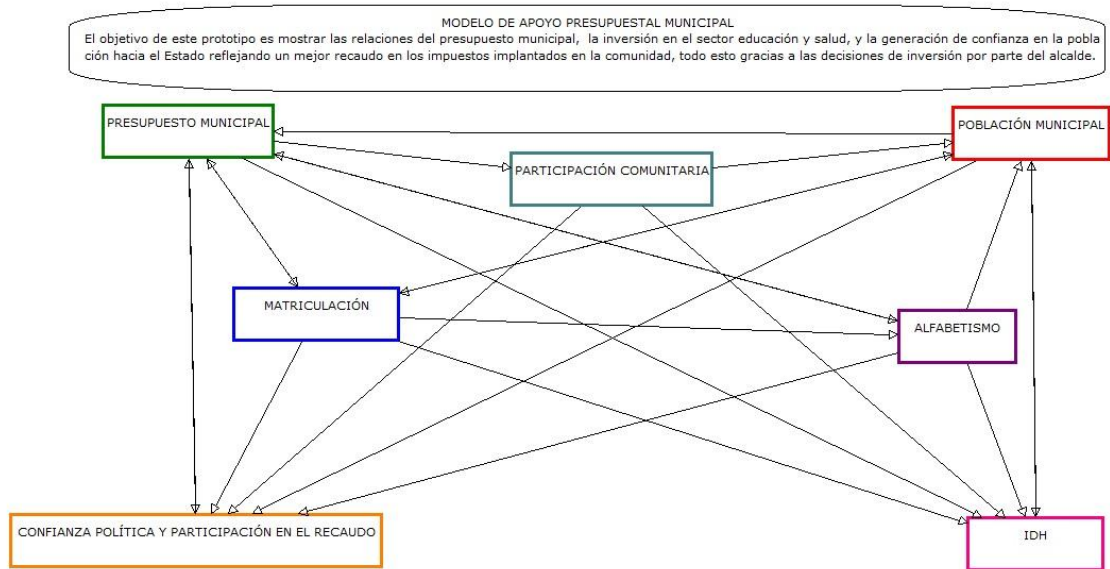 MODELO DE APOYO PRESUPUESTAL MUNICIPAL
El objetivo de este prototipo es mostrar las relaciones del presupuesto municipal, la inversión en el sector educación y salud, y la generación de confianza en la pobla
ción hacia el Estado reflejando un mejor recaudo en los impuestos implantados en la comunidad, todo esto gracias a las decisiones de inversión por parte del alcalde.
PRESUPUESTO MUNICIPAL
POBLACIÓN MUNICIPAL
PARTICIPACIÓN COMUNITARIA
MATRICULACIÓN
ALFABETISMO
CONFIANZA POLÍTICA Y PARTICIPACIÓN EN EL RECAUDO
IDH